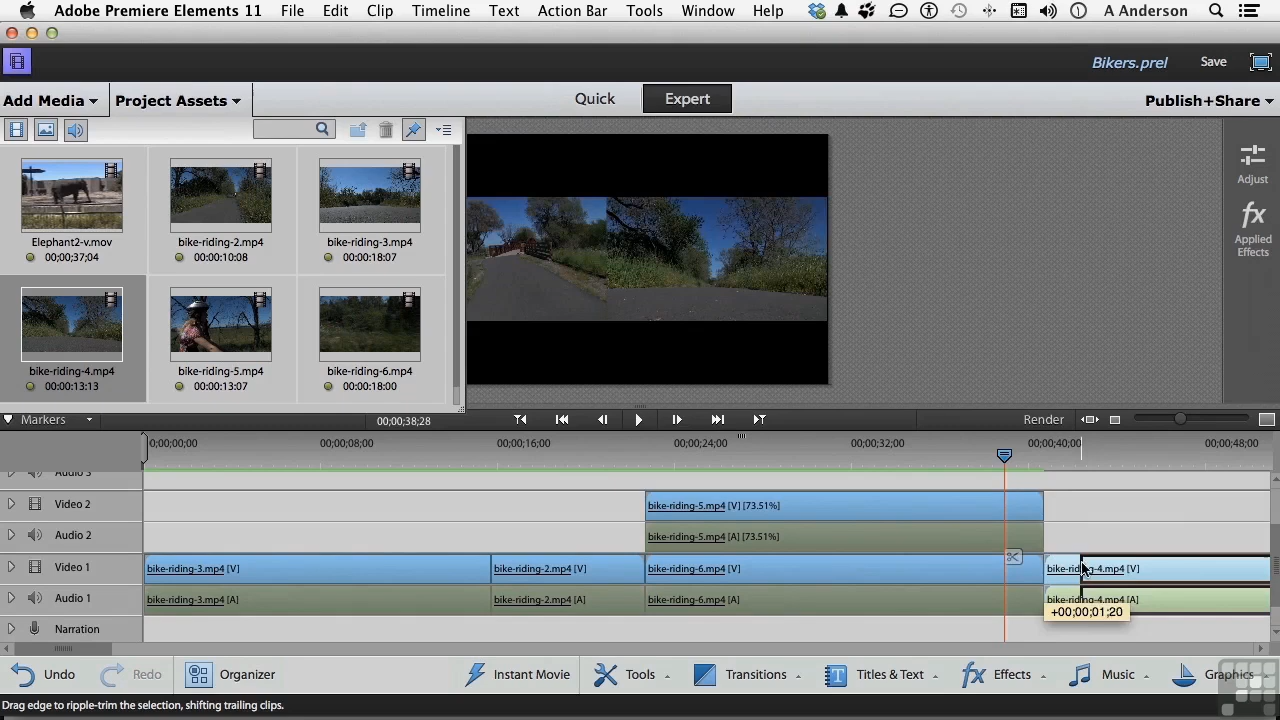 Adobe Premiere Elements 11 File Edit Clip Timeline Text Action Bar Tools Window Help A Anderson
Bikers.prel Save
Add Media Project Assets Quick Expert Publish+Share
Elephant2-v.mov bike-riding-2.mp4 bike-riding-3.mp4
00;00;37;04 00:00:10:08 00:00:18:07
Adjust
fx
Applied
Effects
bike-riding-4.mp4 bike-riding-5.mp4 bike-riding-6.mp4
00:00:13:13 00:00:13:07 00:00:18:00
Markers 00;00;38;28 Render
00;00;00;00 00;00;08;00 00;00;16;00 00;00;24;00 00;00;32;00 00;00;40;00 00;00;48;00
Audio 3
Video 2 bike-riding-5.mp4 [V] [73.51%]
Audio 2 bike-riding-5.mp4 [A] [73.51%]
Video 1 bike-riding-3.mp4 [V] bike-riding-2.mp4 [V] bike-riding-6.mp4 [V] bike-riding-4.mp4 [V]
Audio 1 bike-riding-3.mp4 [A] bike-riding-2.mp4 [A] bike-riding-6.mp4 [A] bike-riding-4.mp4 [A]
+00;00;01;20
Narration
Undo Redo Organizer Instant Movie Tools Transitions T Titles & Text fx Effects Music Graphics
Drag edge to ripple-trim the selection, shifting trailing clips.